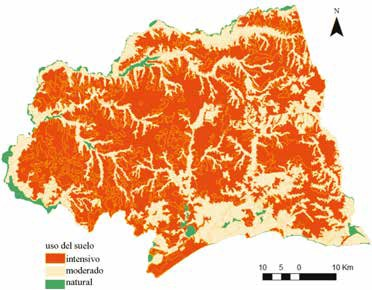 N
uso del suelo
intensivo
moderado
natural
10 5 0 10 Km